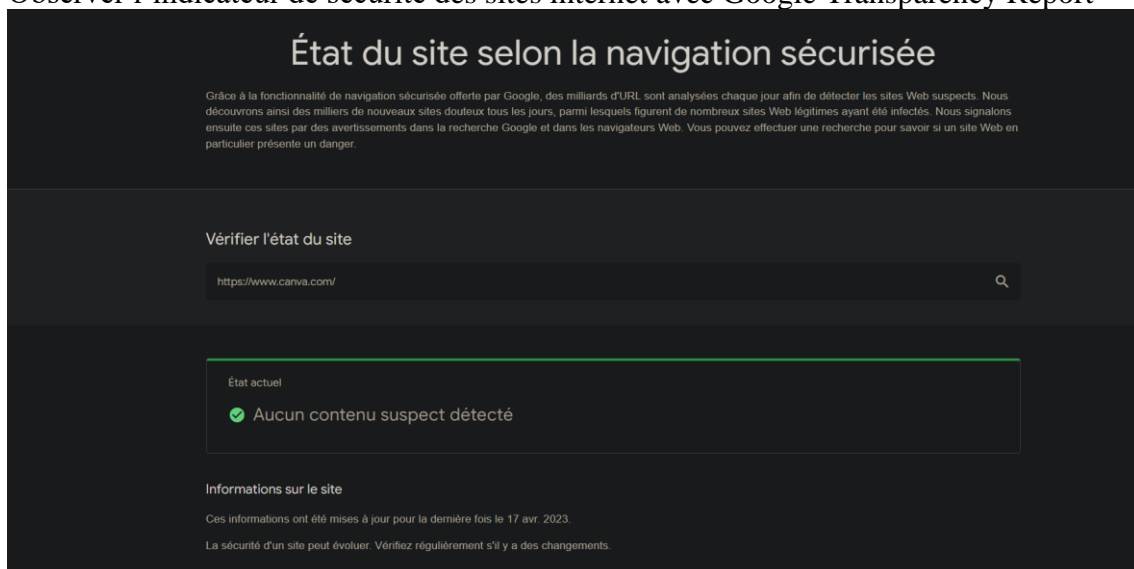 Observer l'indicateur de sécurité des sites internet avec Google Transparency Report
État du site selon la navigation sécurisée
Grâce à la fonctionnalité de navigation sécurisée offerte par Google, des milliards d'URL sont analysées chaque jour afin de détecter les sites Web suspects. Nous
découvrons ainsi des milliers de nouveaux sites douteux tous les jours, parmi lesquels figurent de nombreux sites Web légitimes ayant été infectés. Nous signalons
ensuite ces sites par des avertissements dans la recherche Google et dans les navigateurs Web. Vous pouvez effectuer une recherche pour savoir si un site Web en
particulier présente un danger.
Vérifier l'état du site
https://www.canva.com/
État actuel
Aucun contenu suspect détecté
Informations sur le site
Ces informations ont été mises à jour pour la dernière fois le 17 avr. 2023.
La sécurité d'un site peut évoluer. Vérifiez régulièrement s'il y a des changements.